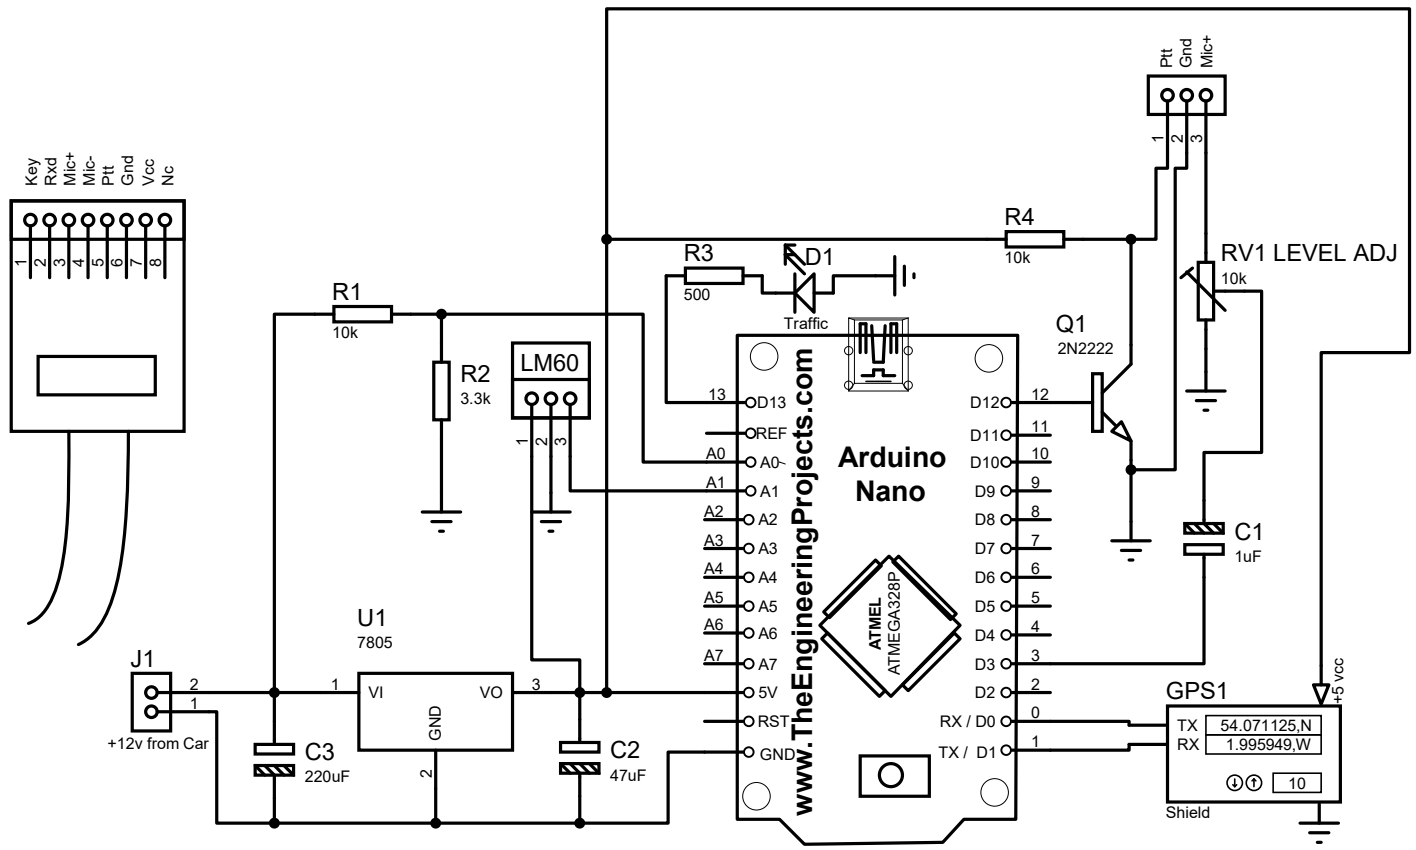 Ptt
Gnd
Mic+
1
2
3
Key
Rxd
Mic+
Mic-
Ptt
Gnd
Vcc
Nc
1
2
3
4
5
6
7
8
R4
10k
RV1 LEVEL ADJ
10k
R3
500
D1
Traffic
R1
10k
R2
3.3k
LM60
1
2
3
Q1
2N2222
www.TheEngineeringProjects.com
Arduino
Nano
ATMEL
ATMEGA328P
13 D13
REF
A0 A0
A1 A1
A2 A2
A3 A3
A4 A4
A5 A5
A6 A6
A7 A7
5V
RST
GND
D12 12
D11 11
D10 10
D9 9
D8 8
D7 7
D6 6
D5 5
D4 4
D3 3
D2 2
RX / D0 0
TX / D1 1
C1
1uF
U1
7805
1 VI
VO 3
GND
2
J1
2
1
+12v from Car
C3
220uF
C2
47uF
GPS1
+5 vcc
TX 54.071125,N
RX 1.995949,W
10
Shield